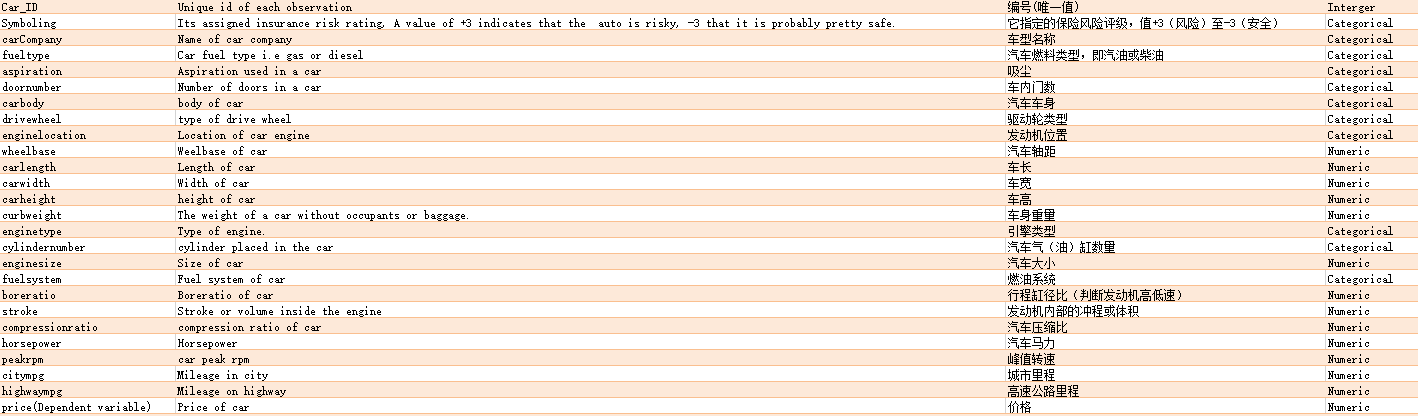 Car_ID Unique id of each observation 编号(唯一值) Interger
Symboling Its assigned insurance risk rating, A value of +3 indicates that the auto is risky, -3 that it is probably pretty safe. 它指定的保险风险评级，值+3（风险）至-3（安全） Categorical
carCompany Name of car company 车型名称 Categorical
fueltype Car fuel type i.e gas or diesel 汽车燃料类型，即汽油或柴油 Categorical
aspiration Aspiration used in a car 吸尘 Categorical
doornumber Number of doors in a car 车内门数 Categorical
carbody body of car 汽车车身 Categorical
drivewheel type of drive wheel 驱动轮类型 Categorical
enginelocation Location of car engine 发动机位置 Categorical
wheelbase Weelbase of car 汽车轴距 Numeric
carlength Length of car 车长 Numeric
carwidth Width of car 车宽 Numeric
carheight height of car 车高 Numeric
curbweight The weight of a car without occupants or baggage. 车身重量 Numeric
enginetype Type of engine. 引擎类型 Categorical
cylindernumber cylinder placed in the car 汽车气（油）缸数量 Categorical
enginesize Size of car 汽车大小 Numeric
fuelsystem Fuel system of car 燃油系统 Categorical
boreratio Boreratio of car 行程缸径比（判断发动机高低速） Numeric
stroke Stroke or volume inside the engine 发动机内部的冲程或体积 Numeric
compressionratio compression ratio of car 汽车压缩比 Numeric
horsepower Horsepower 汽车马力 Numeric
peakrpm car peak rpm 峰值转速 Numeric
citympg Mileage in city 城市里程 Numeric
highwaympg Mileage on highway 高速公路里程 Numeric
price(Dependent variable) Price of car 价格 Numeric